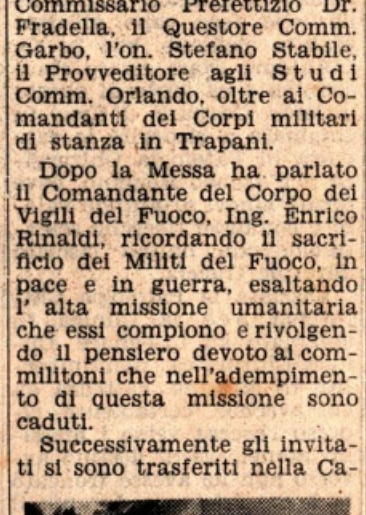 Commissario Prefettizio Dr.
Fradella, il Questore Comm.
Garbo, l'on. Stefano Stabile,
il Provveditore agli Studi
Comm. Orlando, oltre ai Co-
mandanti dei Corpi militari
di stanza in Trapani.
Dopo la Messa ha parlato
il Comandante del Corpo dei
Vigili del Fuoco, Ing. Enrico
Rinaldi, ricordando il sacri-
ficio dei Militi del Fuoco, in
pace e in guerra, esaltando
l' alta missione umanitaria
che essi compiono e rivolgen-
do il pensiero devoto ai com-
militoni che nell'adempimen-
to di questa missione sono
caduti.
Successivamente gli invita-
ti si sono trasferiti nella Ca-